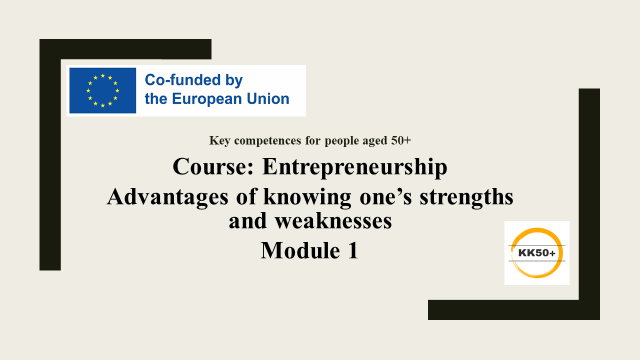 Co-funded by
the European Union
Key competences for people aged 50+
Course: Entrepreneurship
Advantages of knowing one’s strengths
and weaknesses
Module 1
KK50+